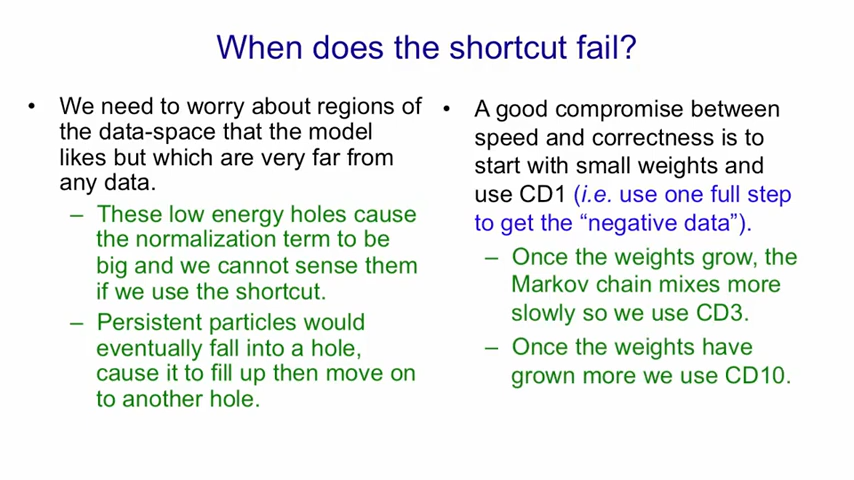 When does the shortcut fail?
• We need to worry about regions of
the data-space that the model
likes but which are very far from
any data.
– These low energy holes cause
the normalization term to be
big and we cannot sense them
if we use the shortcut.
– Persistent particles would
eventually fall into a hole,
cause it to fill up then move on
to another hole.
• A good compromise between
speed and correctness is to
start with small weights and
use CD1 (i.e. use one full step
to get the “negative data”).
– Once the weights grow, the
Markov chain mixes more
slowly so we use CD3.
– Once the weights have
grown more we use CD10.